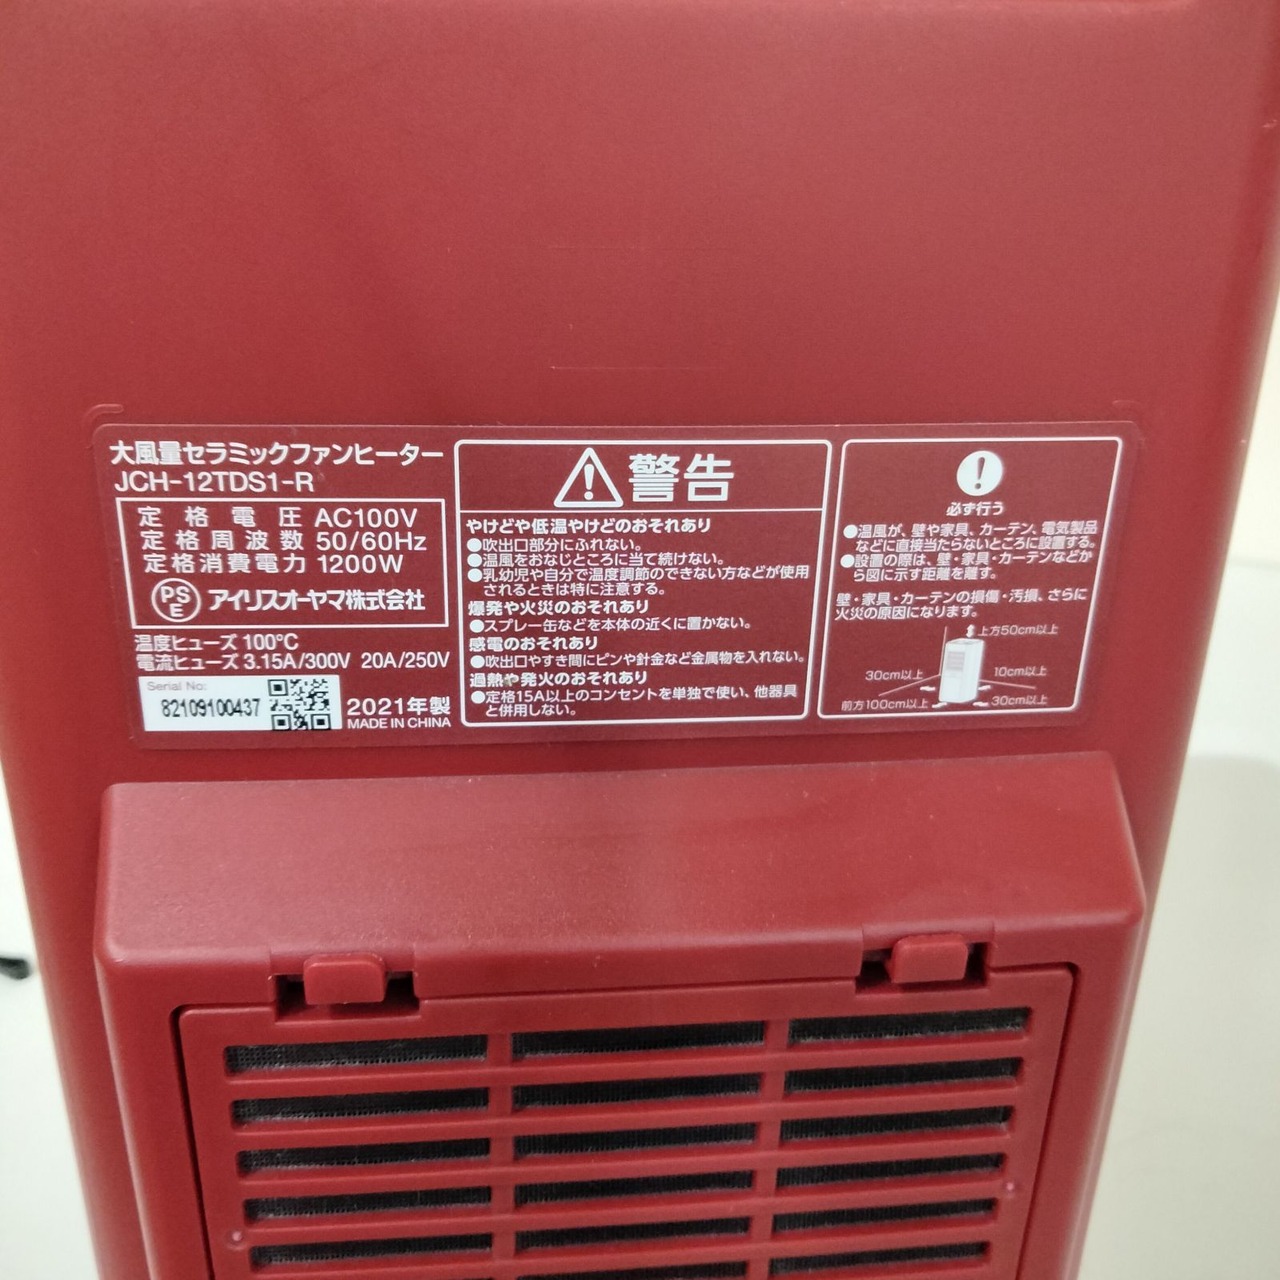 大風量セラミックファンヒーター
JCH-12TDS1-R
定格電圧 AC100V
定格周波数 50/60Hz
定格消費電力 1200W
PSE アイリスオーヤマ株式会社
温度ヒューズ 100℃
電流ヒューズ 3.15A/300V 20A/250V
Serial No:
82109100437
2021年製
MADE IN CHINA
警告
やけどや低温やけどのおそれあり
●吹出口部分にふれない。
●温風をおなじところに当て続けない。
●乳幼児や自分で温度調節のできない方などが使用
されるときは特に注意する。
爆発や火災のおそれあり
●スプレー缶などを本体の近くに置かない。
感電のおそれあり
●吹出口やすき間にピンや針金など金属物を入れない。
過熱や発火のおそれあり
●定格15A以上のコンセントを単独で使い、他器具
と併用しない。
必ず行う
●温風が、壁や家具、カーテン、電気製品
などに直接当たらないところに設置する。
●設置の際は、壁・家具・カーテンなどか
ら図に示す距離を離す。
壁・家具・カーテンの損傷・汚損、さらに
火災の原因になります。
上方50cm以上
30cm以上
10cm以上
前方100cm以上
30cm以上